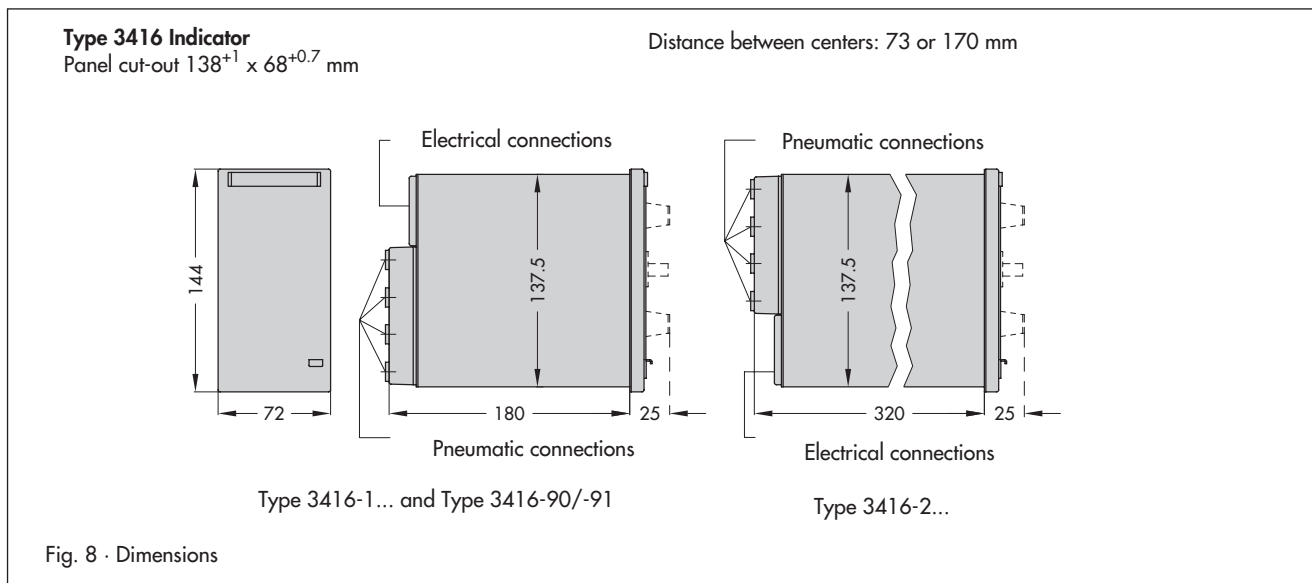 Type 3416 Indicator
Panel cut-out 138+1 x 68+0.7 mm
Distance between centers: 73 or 170 mm
Electrical connections
Pneumatic connections
144
137.5
137.5
72
180
25
320
25
Pneumatic connections
Electrical connections
Type 3416-1... and Type 3416-90/-91
Type 3416-2...
Fig. 8 · Dimensions